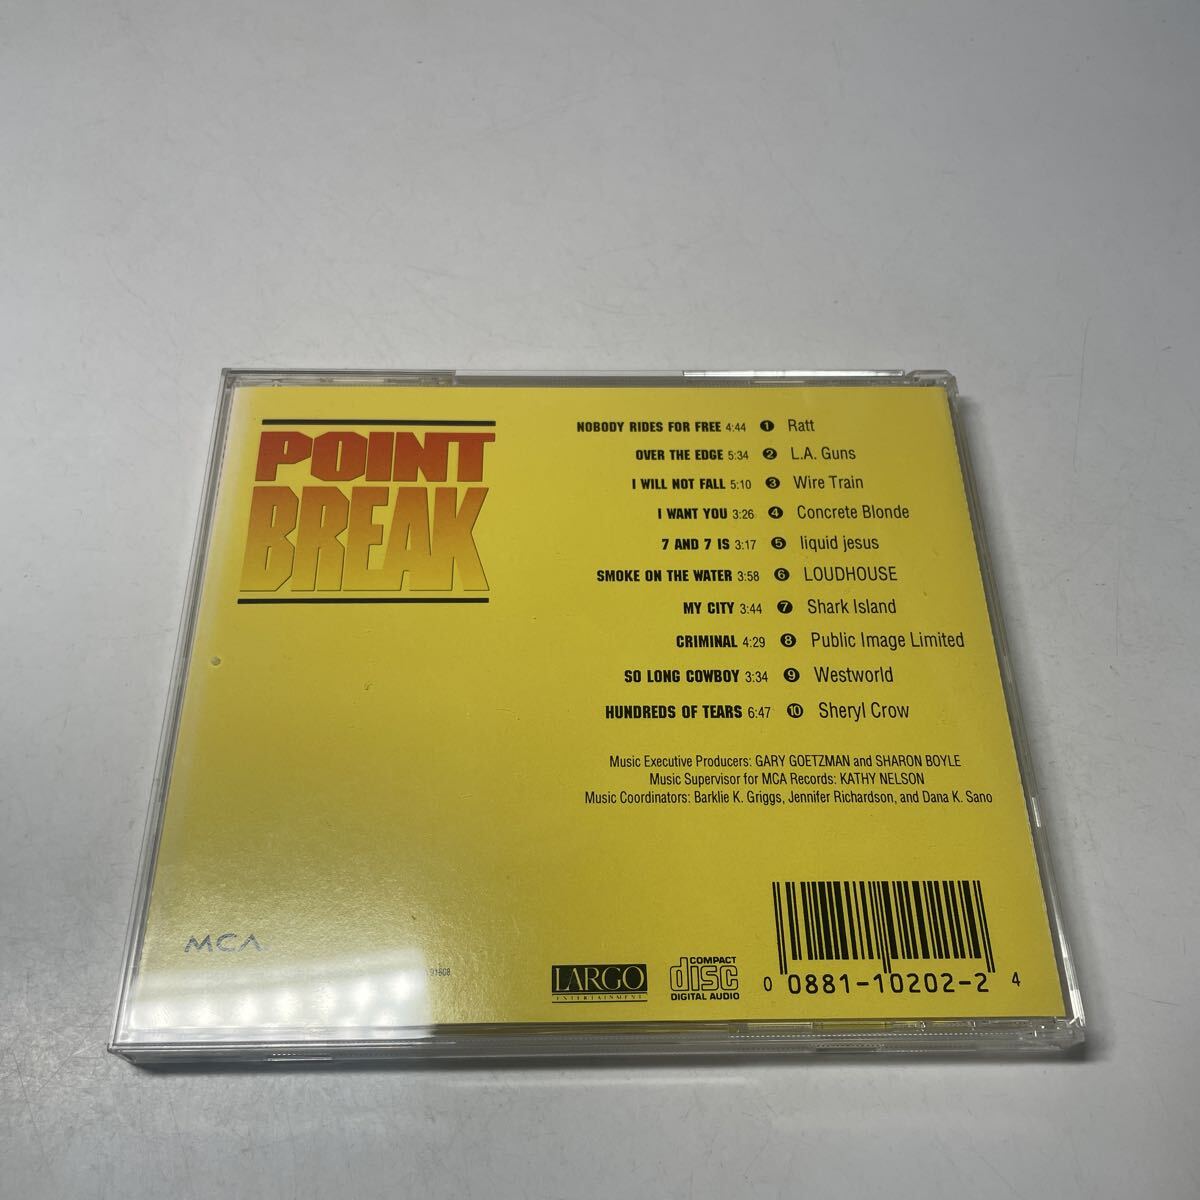 POINT
BREAK
NOBODY RIDES FOR FREE 4:44 1 Ratt
OVER THE EDGE 5:34 2 L.A. Guns
I WILL NOT FALL 5:10 3 Wire Train
I WANT YOU 3:26 4 Concrete Blonde
7 AND 7 IS 3:17 5 liquid jesus
SMOKE ON THE WATER 3:58 6 LOUDHOUSE
MY CITY 3:44 7 Shark Island
CRIMINAL 4:29 8 Public Image Limited
SO LONG COWBOY 3:34 9 Westworld
HUNDREDS OF TEARS 6:47 10 Sheryl Crow
Music Executive Producers: GARY GOETZMAN and SHARON BOYLE
Music Supervisor for MCA Records: KATHY NELSON
Music Coordinators: Barklie K. Griggs, Jennifer Richardson, and Dana K. Sano
MCA
LARGO
ENTERTAINMENT
COMPACT
disc
DIGITAL AUDIO
0 0881-10202-2 4